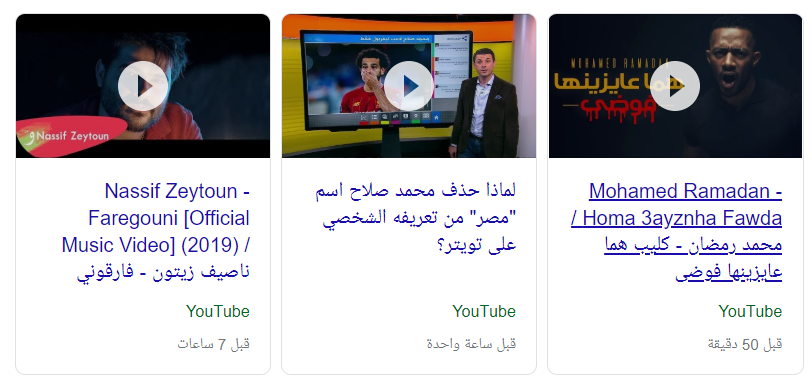 MOHAMED RAMADAN
هما عايزينها
فوضى
Mohamed Ramadan -
Homa 3ayznha Fawda /
محمد رمضان - كليب هما
عايزينها فوضى
YouTube
قبل 50 دقيقة
لماذا حذف محمد صلاح اسم
"مصر" من تعريفه الشخصي
على تويتر؟
YouTube
قبل ساعة واحدة
Nassif Zeytoun
Nassif Zeytoun -
Faregouni [Official
Music Video] (2019) /
ناصيف زيتون - فارقوني
YouTube
قبل 7 ساعات